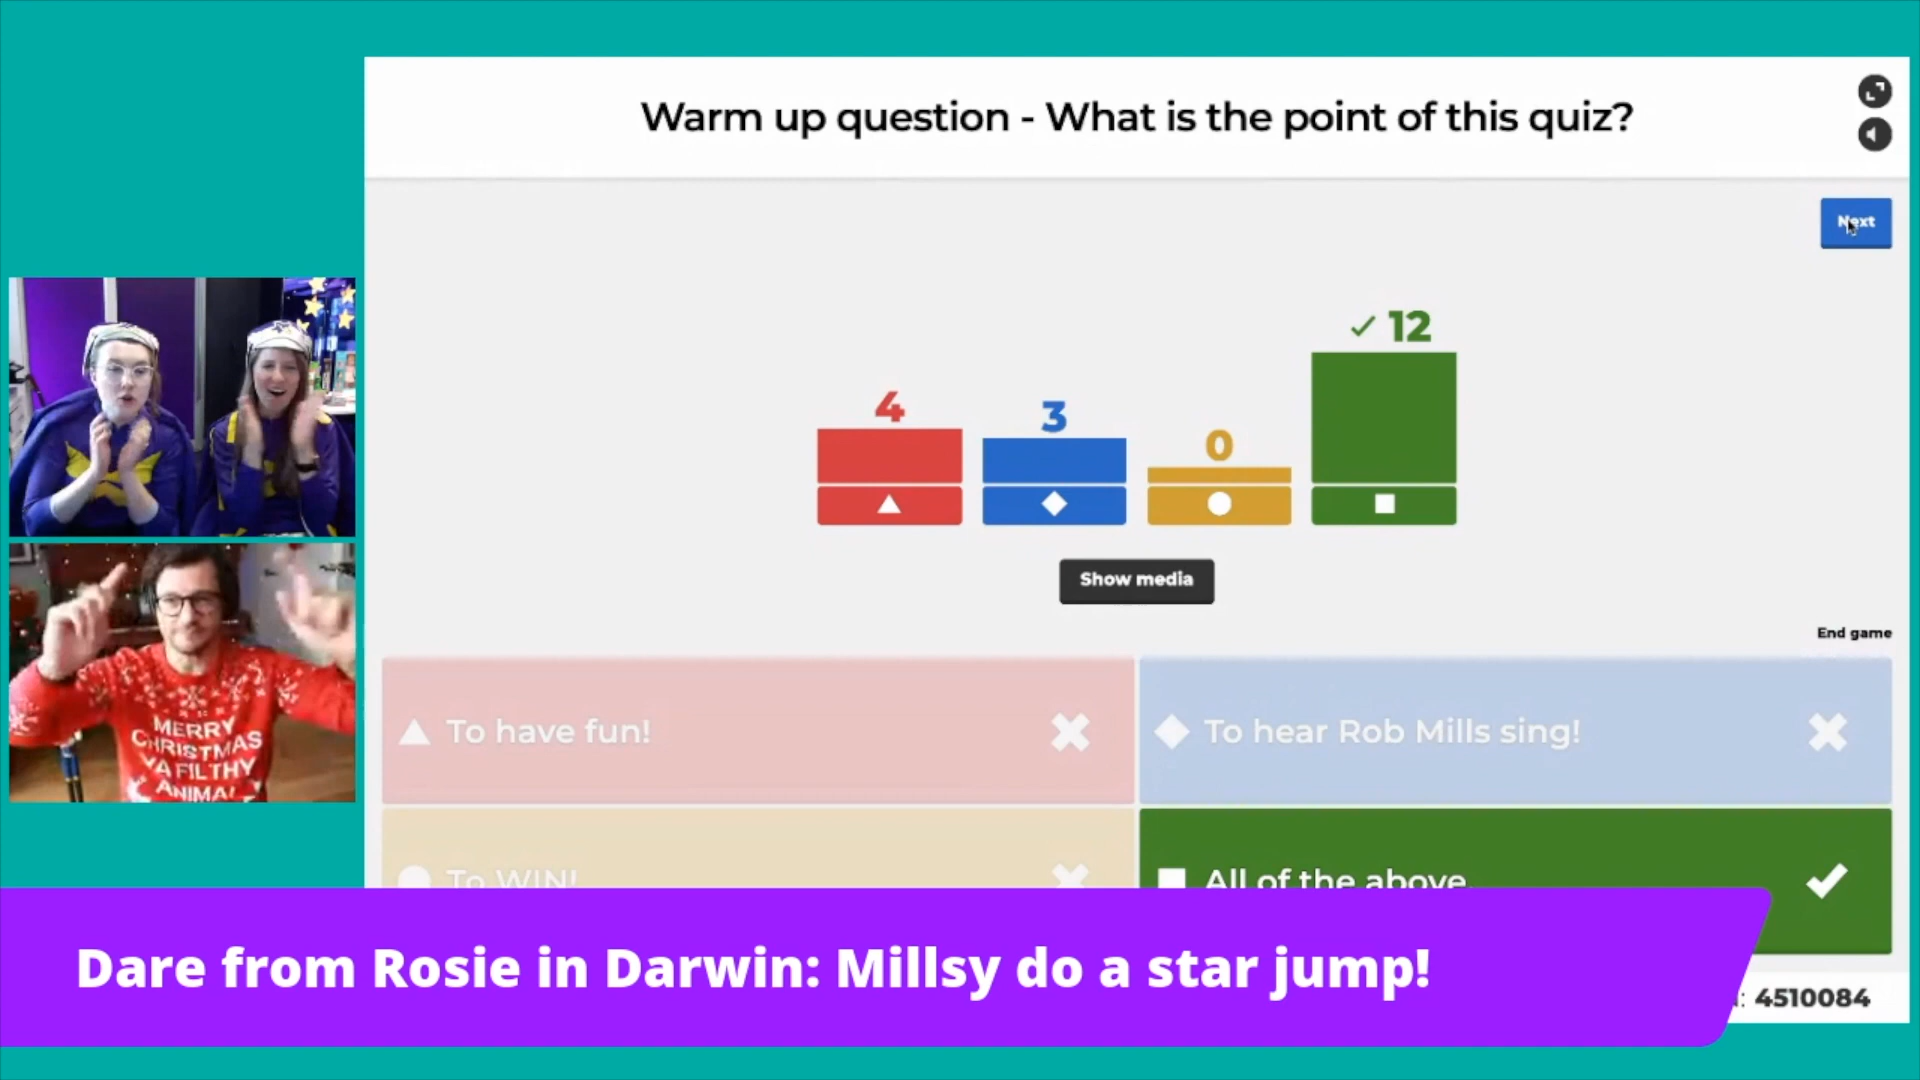 Warm up question - What is the point of this quiz?
Next
4
3
0
12
Show media
End game
To have fun!
To hear Rob Mills sing!
To WIN!
All of the above.
MERRY
CHRISTMAS
YA FILTHY
ANIMAL
Dare from Rosie in Darwin: Millsy do a star jump!
4510084